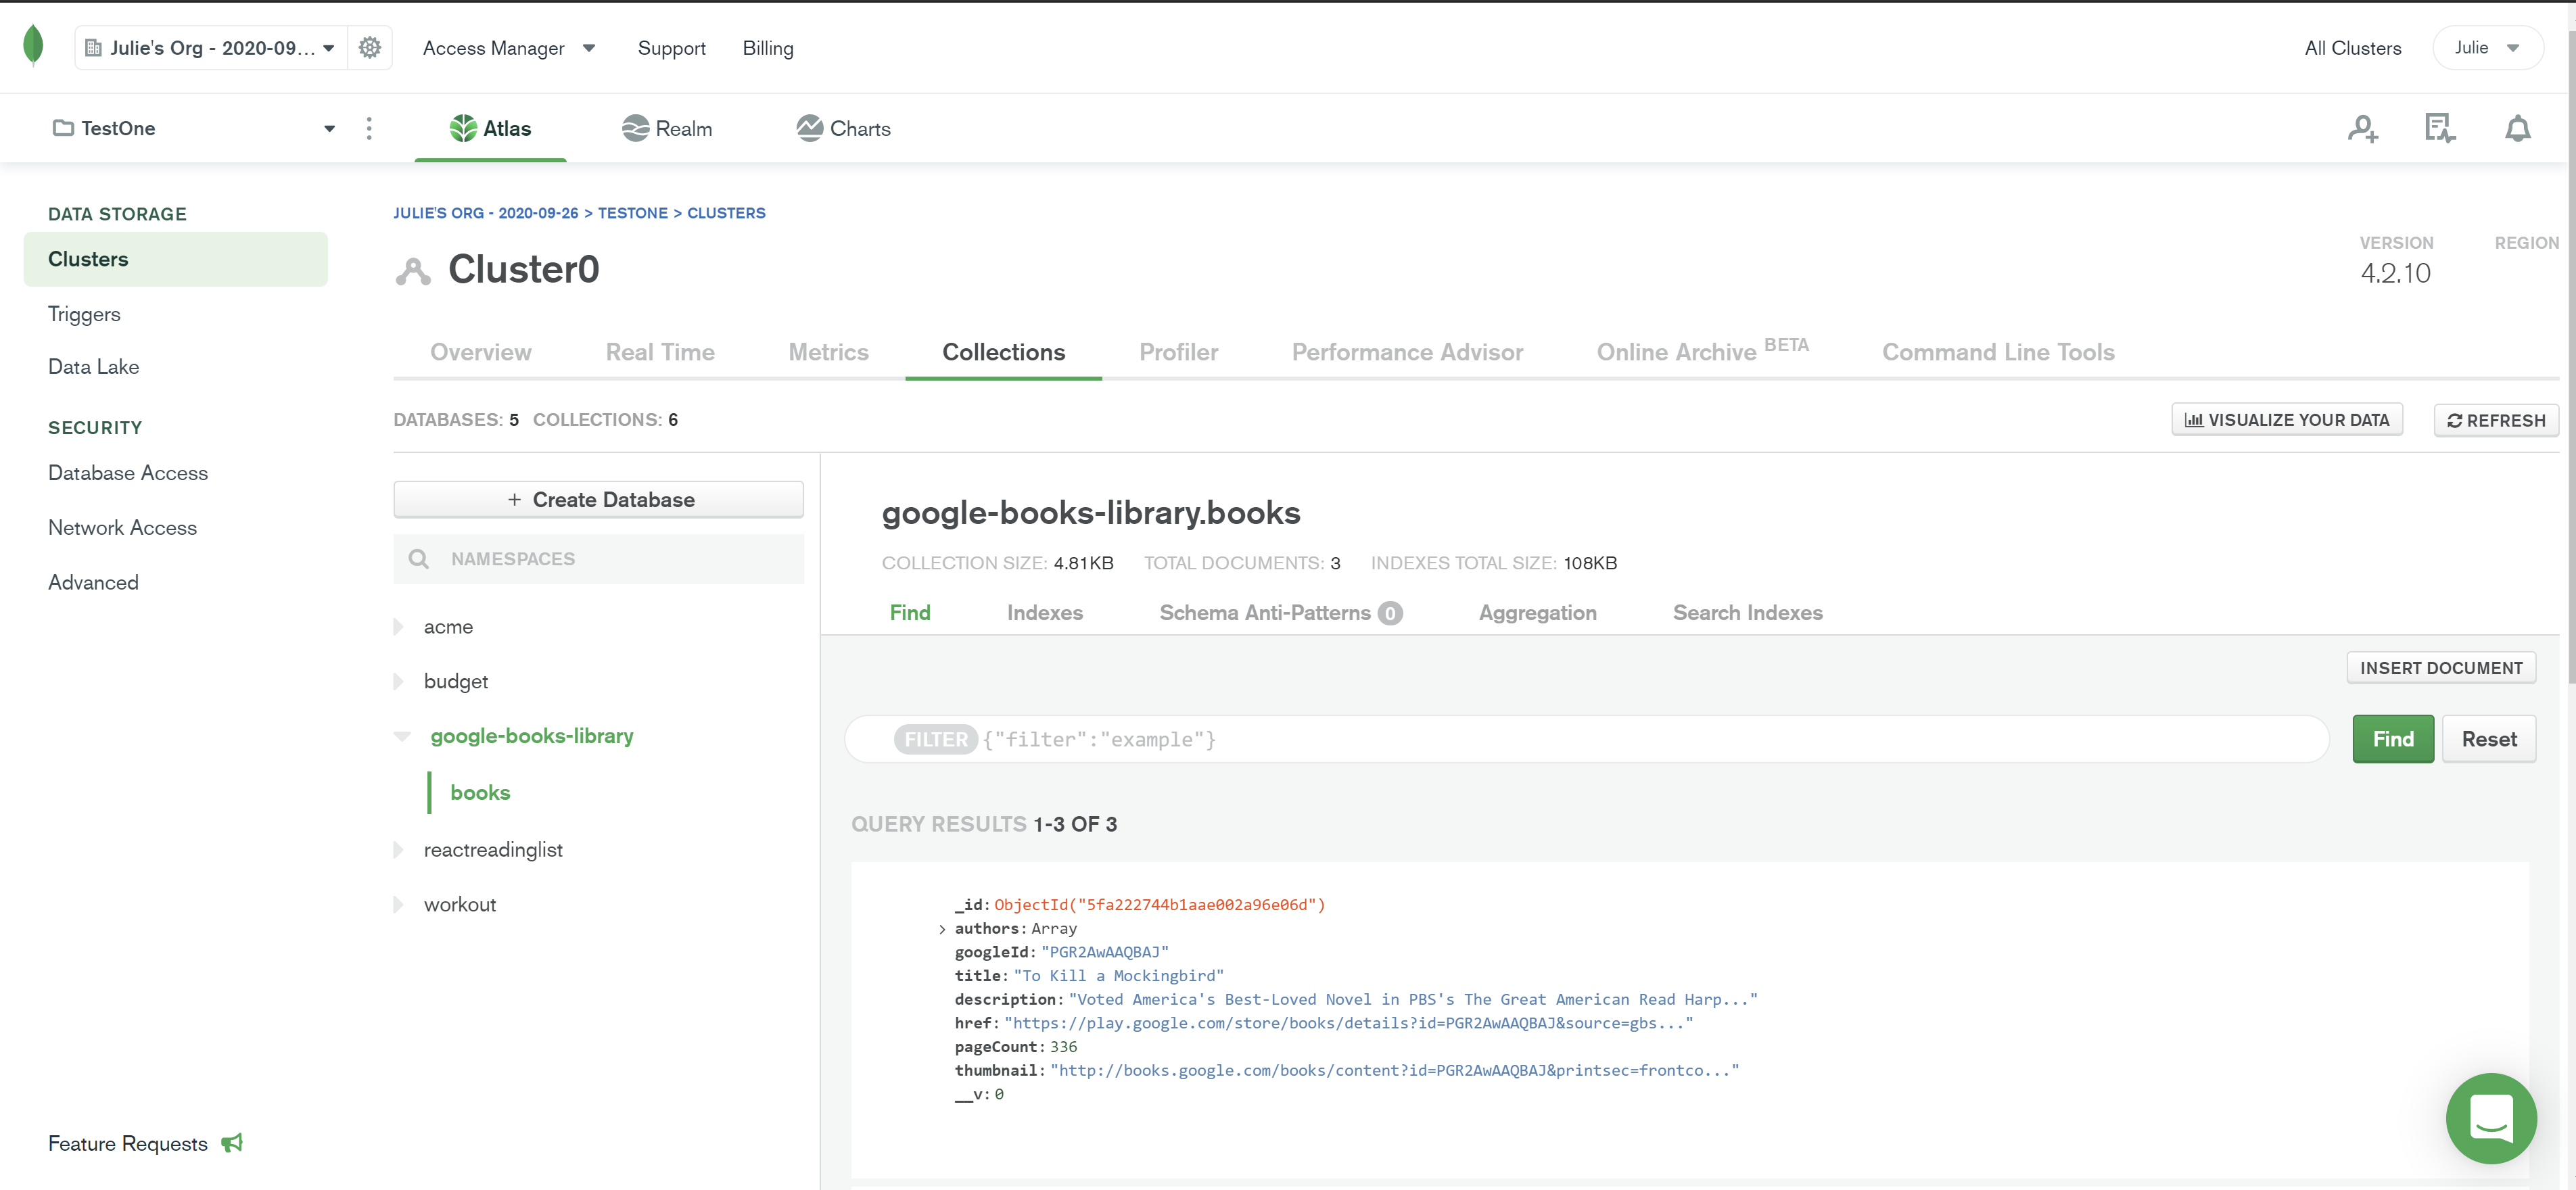 Julie's Org - 2020-09... Access Manager Support Billing All Clusters Julie
TestOne Atlas Realm Charts
DATA STORAGE
Clusters
Triggers
Data Lake
SECURITY
Database Access
Network Access
Advanced
Feature Requests
JULIE'S ORG - 2020-09-26 > TESTONE > CLUSTERS
Cluster0
VERSION
4.2.10
REGION
Overview Real Time Metrics Collections Profiler Performance Advisor Online Archive BETA Command Line Tools
DATABASES: 5 COLLECTIONS: 6
VISUALIZE YOUR DATA REFRESH
+ Create Database
NAMESPACES
acme
budget
google-books-library
books
reactreadinglist
workout
google-books-library.books
COLLECTION SIZE: 4.81KB TOTAL DOCUMENTS: 3 INDEXES TOTAL SIZE: 108KB
Find Indexes Schema Anti-Patterns 0 Aggregation Search Indexes
INSERT DOCUMENT
FILTER {"filter":"example"} Find Reset
QUERY RESULTS 1-3 OF 3
_id: ObjectId("5fa222744b1aae002a96e06d")
> authors: Array
googleId: "PGR2AwAAQBAJ"
title: "To Kill a Mockingbird"
description: "Voted America's Best-Loved Novel in PBS's The Great American Read Harp..."
href: "https://play.google.com/store/books/details?id=PGR2AwAAQBAJ&source=gbs..."
pageCount: 336
thumbnail: "http://books.google.com/books/content?id=PGR2AwAAQBAJ&printsec=frontco..."
__v: 0